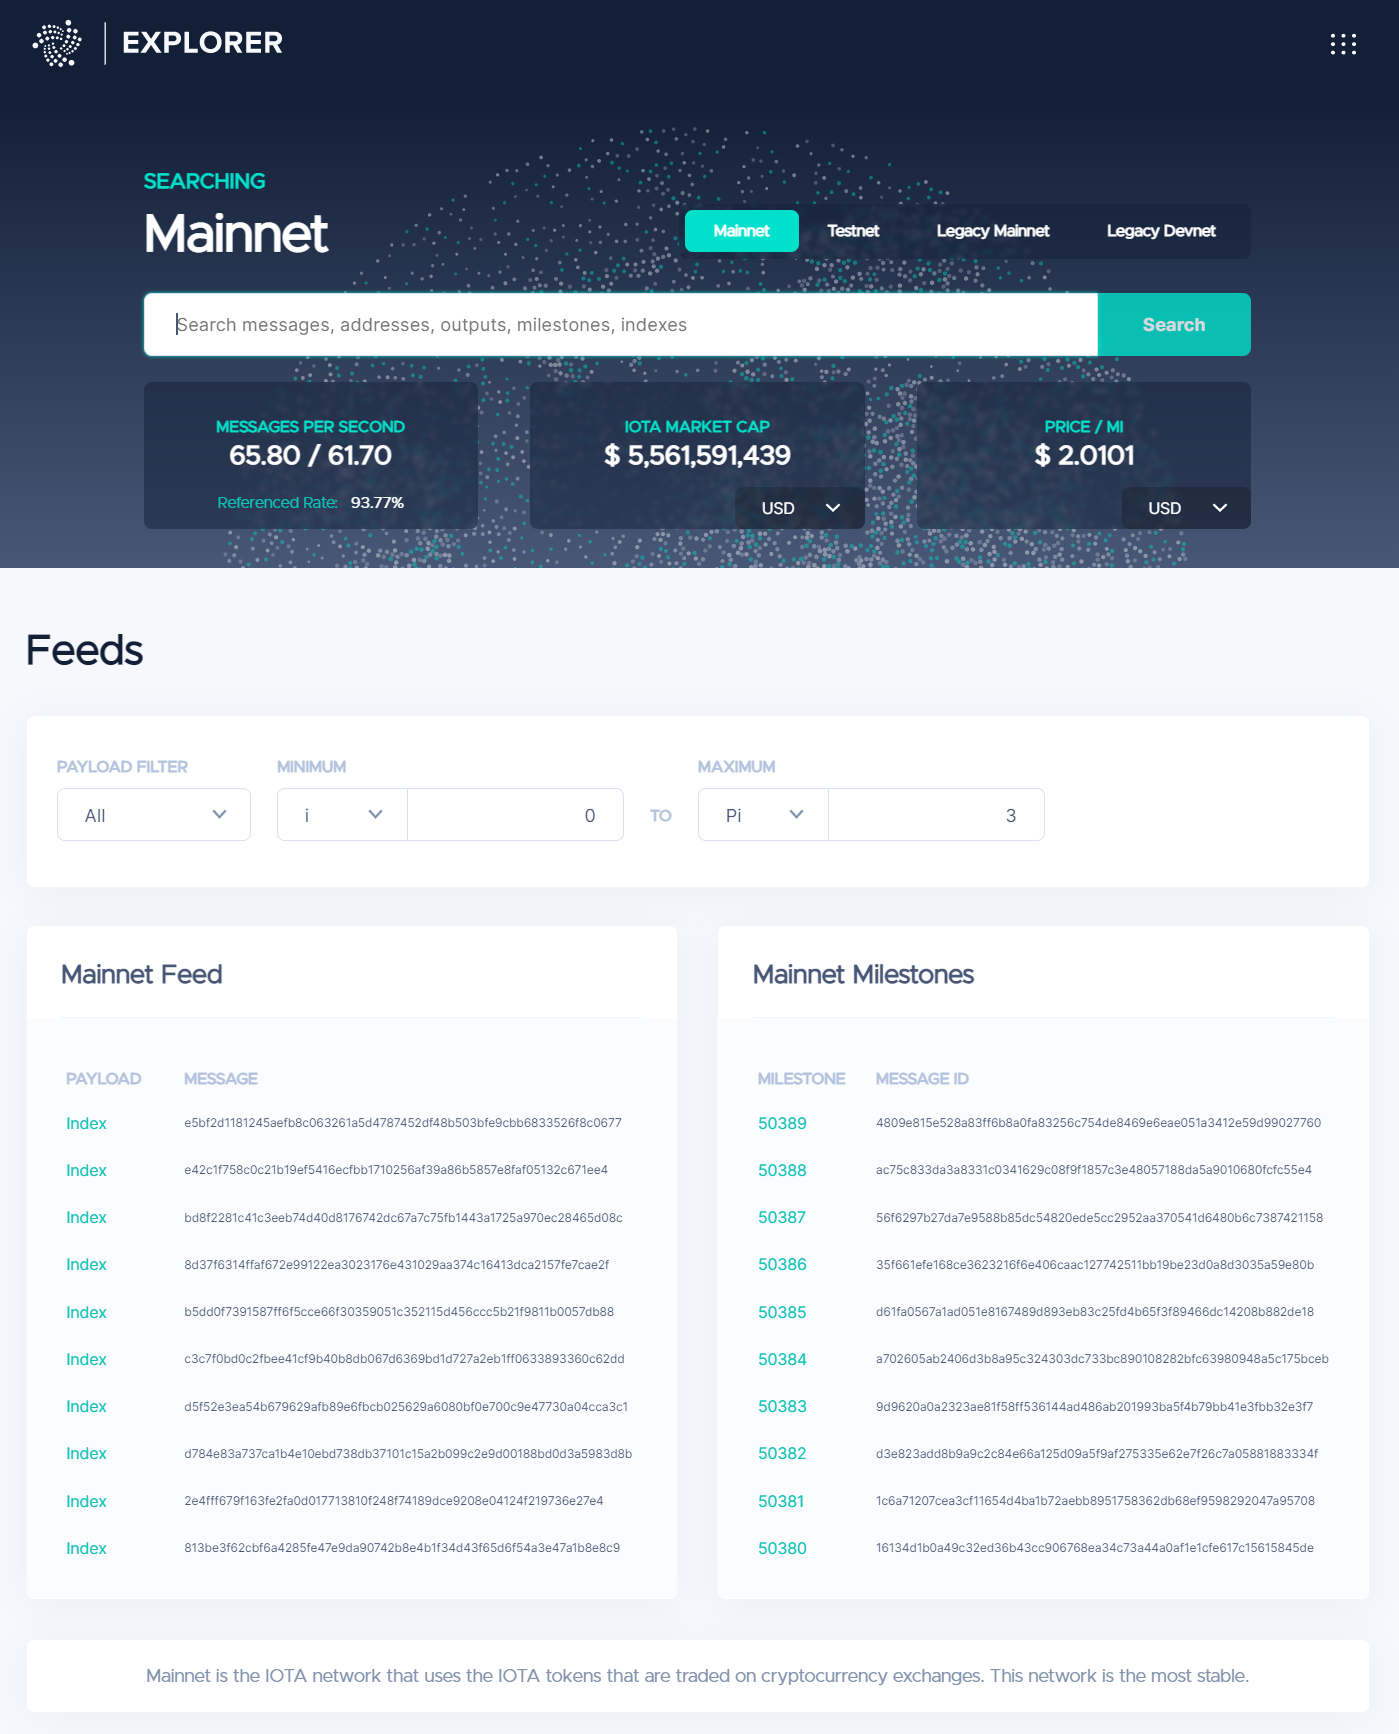 EXPLORER
SEARCHING
Mainnet
Mainnet Testnet Legacy Mainnet Legacy Devnet
Search messages, addresses, outputs, milestones, indexes
Search
MESSAGES PER SECOND
65.80 / 61.70
Referenced Rate: 93.77%
IOTA MARKET CAP
$ 5,561,591,439
USD
PRICE / MI
$ 2.0101
USD
Feeds
PAYLOAD FILTER
All
MINIMUM
i 0
TO
MAXIMUM
Pi 3
Mainnet Feed
PAYLOAD MESSAGE
Index e5bf2d1181245aefb8c063261a5d4787452df48b503bfe9cbb6833526f8c0677
Index e42c1f758c0c21b19ef5416ecfbb1710256af39a86b5857e8faf05132c671ee4
Index bd8f2281c41c3eeb74d40d8176742dc67a7c75fb1443a1725a970ec28465d08c
Index 8d37f6314ffaf672e99122ea3023176e431029aa374c16413dca2157fe7cae2f
Index b5dd0f7391587ff6f5cce66f30359051c352115d456ccc5b21f9811b0057db88
Index c3c7f0bd0c2fbee41cf9b40b8db067d6369bd1d727a2eb1ff0633893360c62dd
Index d5f52e3ea54b679629afb89e6fbcb025629a6080bf0e700c9e47730a04cca3c1
Index d784e83a737ca1b4e10ebd738db37101c15a2b099c2e9d00188bd0d3a5983d8b
Index 2e4fff679f163fe2fa0d017713810f248f74189dce9208e04124f219736e27e4
Index 813be3f62cbf6a4285fe47e9da90742b8e4b1f34d43f65d6f54a3e47a1b8e8c9
Mainnet Milestones
MILESTONE MESSAGE ID
50389 4809e815e528a83ff6b8a0fa83256c754de8469e6eae051a3412e59d99027760
50388 ac75c833da3a8331c0341629c08f9f1857c3e48057188da5a9010680fcfc55e4
50387 56f6297b27da7e9588b85dc54820ede5cc2952aa370541d6480b6c7387421158
50386 35f661efe168ce3623216f6e406caac127742511bb19be23d0a8d3035a59e80b
50385 d61fa0567a1ad051e8167489d893eb83c25fd4b65f3f89466dc14208b882de18
50384 a702605ab2406d3b8a95c324303dc733bc890108282bfc63980948a5c175bceb
50383 9d9620a0a2323ae81f58ff536144ad486ab201993ba5f4b79bb41e3fbb32e3f7
50382 d3e823add8b9a9c2c84e66a125d09a5f9af275335e62e7f26c7a05881883334f
50381 1c6a71207cea3cf11654d4ba1b72aebb8951758362db68ef9598292047a95708
50380 16134d1b0a49c32ed36b43cc906768ea34c73a44a0af1e1cfe617c15615845de
Mainnet is the IOTA network that uses the IOTA tokens that are traded on cryptocurrency exchanges. This network is the most stable.